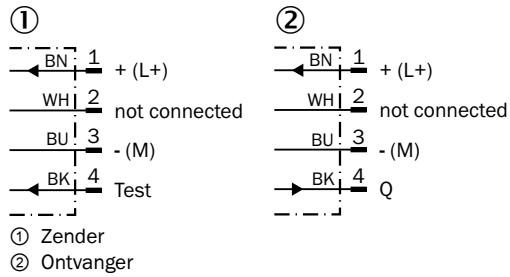 ①
BN 1 + (L+)
WH 2 not connected
BU 3 - (M)
BK 4 Test
②
BN 1 + (L+)
WH 2 not connected
BU 3 - (M)
BK 4 Q
① Zender
② Ontvanger